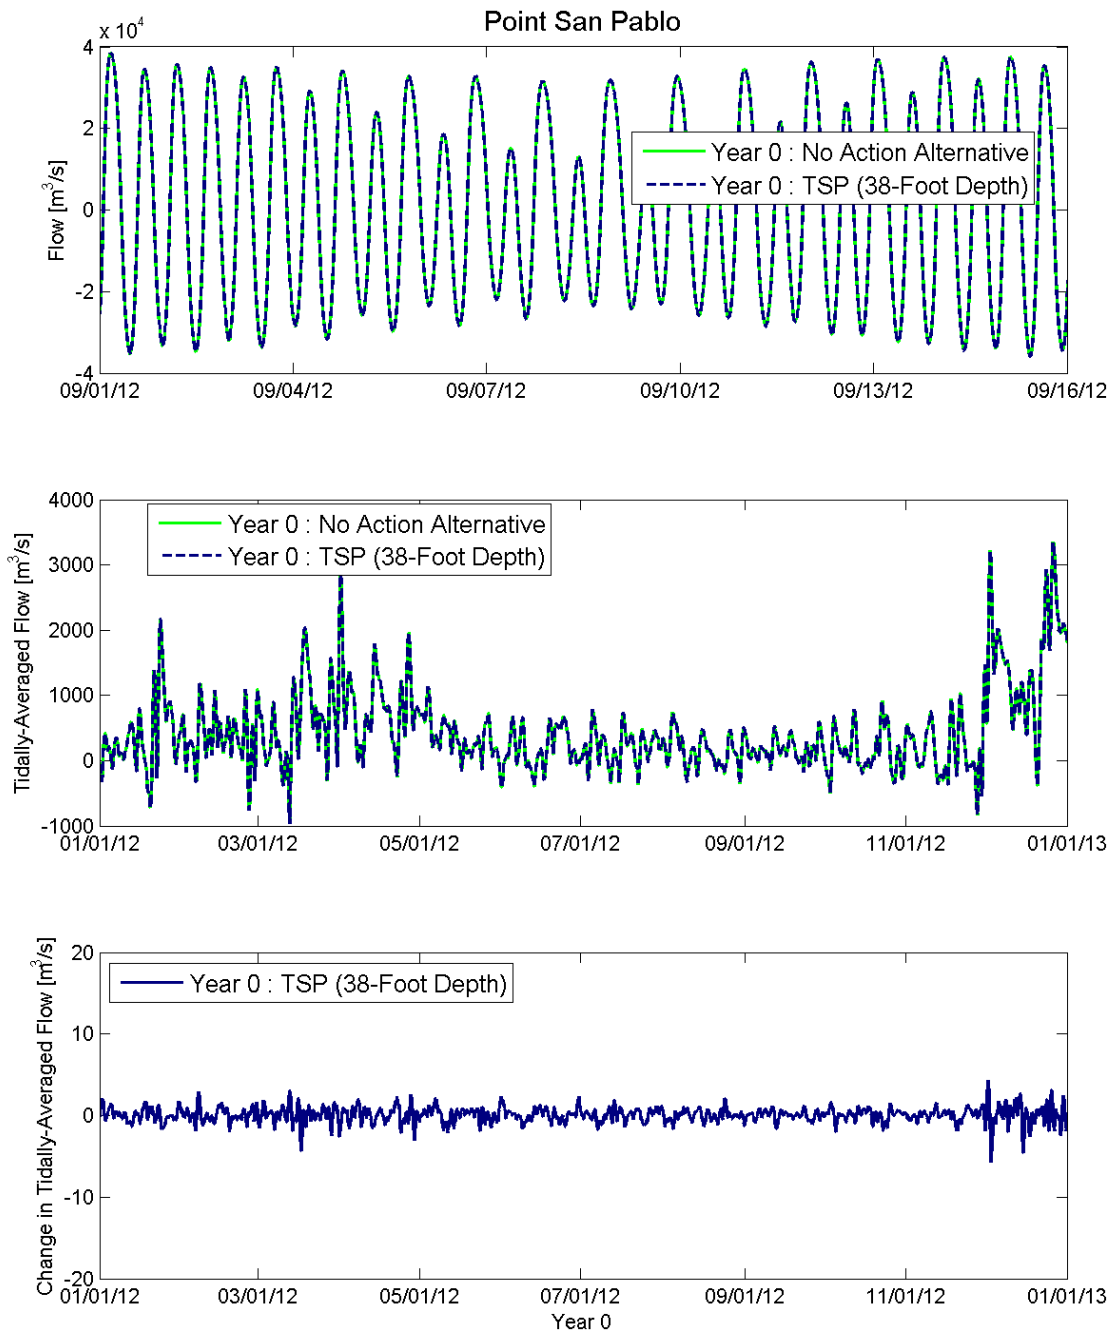 Point San Pablo
x 10⁴
4
2
0
-2
-4
Flow [m³/s]
Year 0 : No Action Alternative
Year 0 : TSP (38-Foot Depth)
09/01/12 09/04/12 09/07/12 09/10/12 09/13/12 09/16/12
4000
3000
2000
1000
0
-1000
Tidally-Averaged Flow [m³/s]
Year 0 : No Action Alternative
Year 0 : TSP (38-Foot Depth)
01/01/12 03/01/12 05/01/12 07/01/12 09/01/12 11/01/12 01/01/13
20
10
0
-10
-20
Change in Tidally-Averaged Flow [m³/s]
Year 0 : TSP (38-Foot Depth)
01/01/12 03/01/12 05/01/12 07/01/12 09/01/12 11/01/12 01/01/13
Year 0